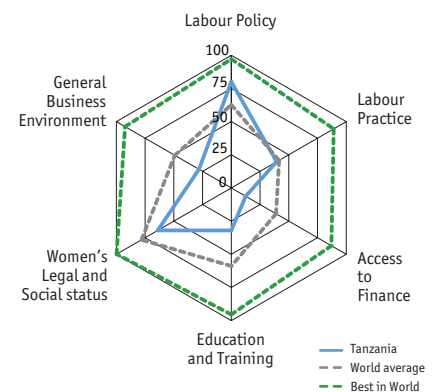 Labour Policy
100
75
50
25
0
General
Business
Environment
Labour
Practice
Women's
Legal and
Social status
Access
to
Finance
Education
and Training
Tanzania
World average
Best in World